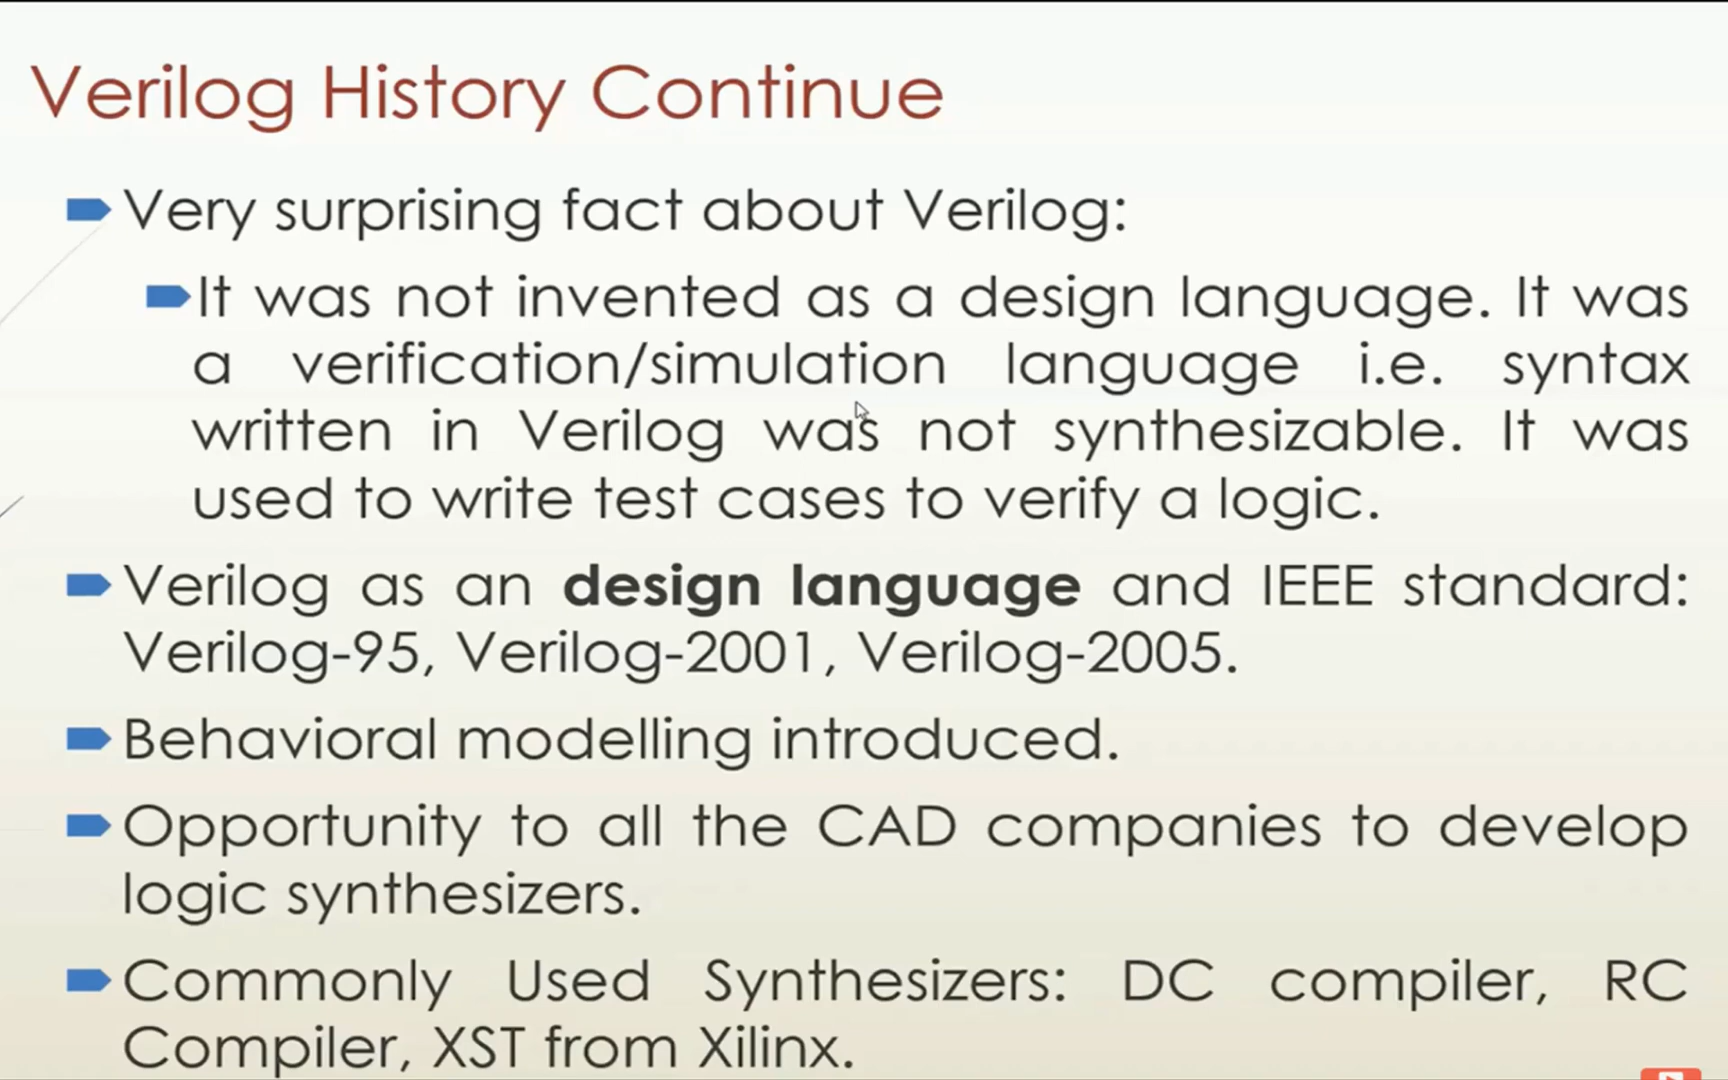 Verilog History Continue
Very surprising fact about Verilog:
It was not invented as a design language. It was
a verification/simulation language i.e. syntax
written in Verilog was not synthesizable. It was
used to write test cases to verify a logic.
Verilog as an design language and IEEE standard:
Verilog-95, Verilog-2001, Verilog-2005.
Behavioral modelling introduced.
Opportunity to all the CAD companies to develop
logic synthesizers.
Commonly Used Synthesizers: DC compiler, RC
Compiler, XST from Xilinx.